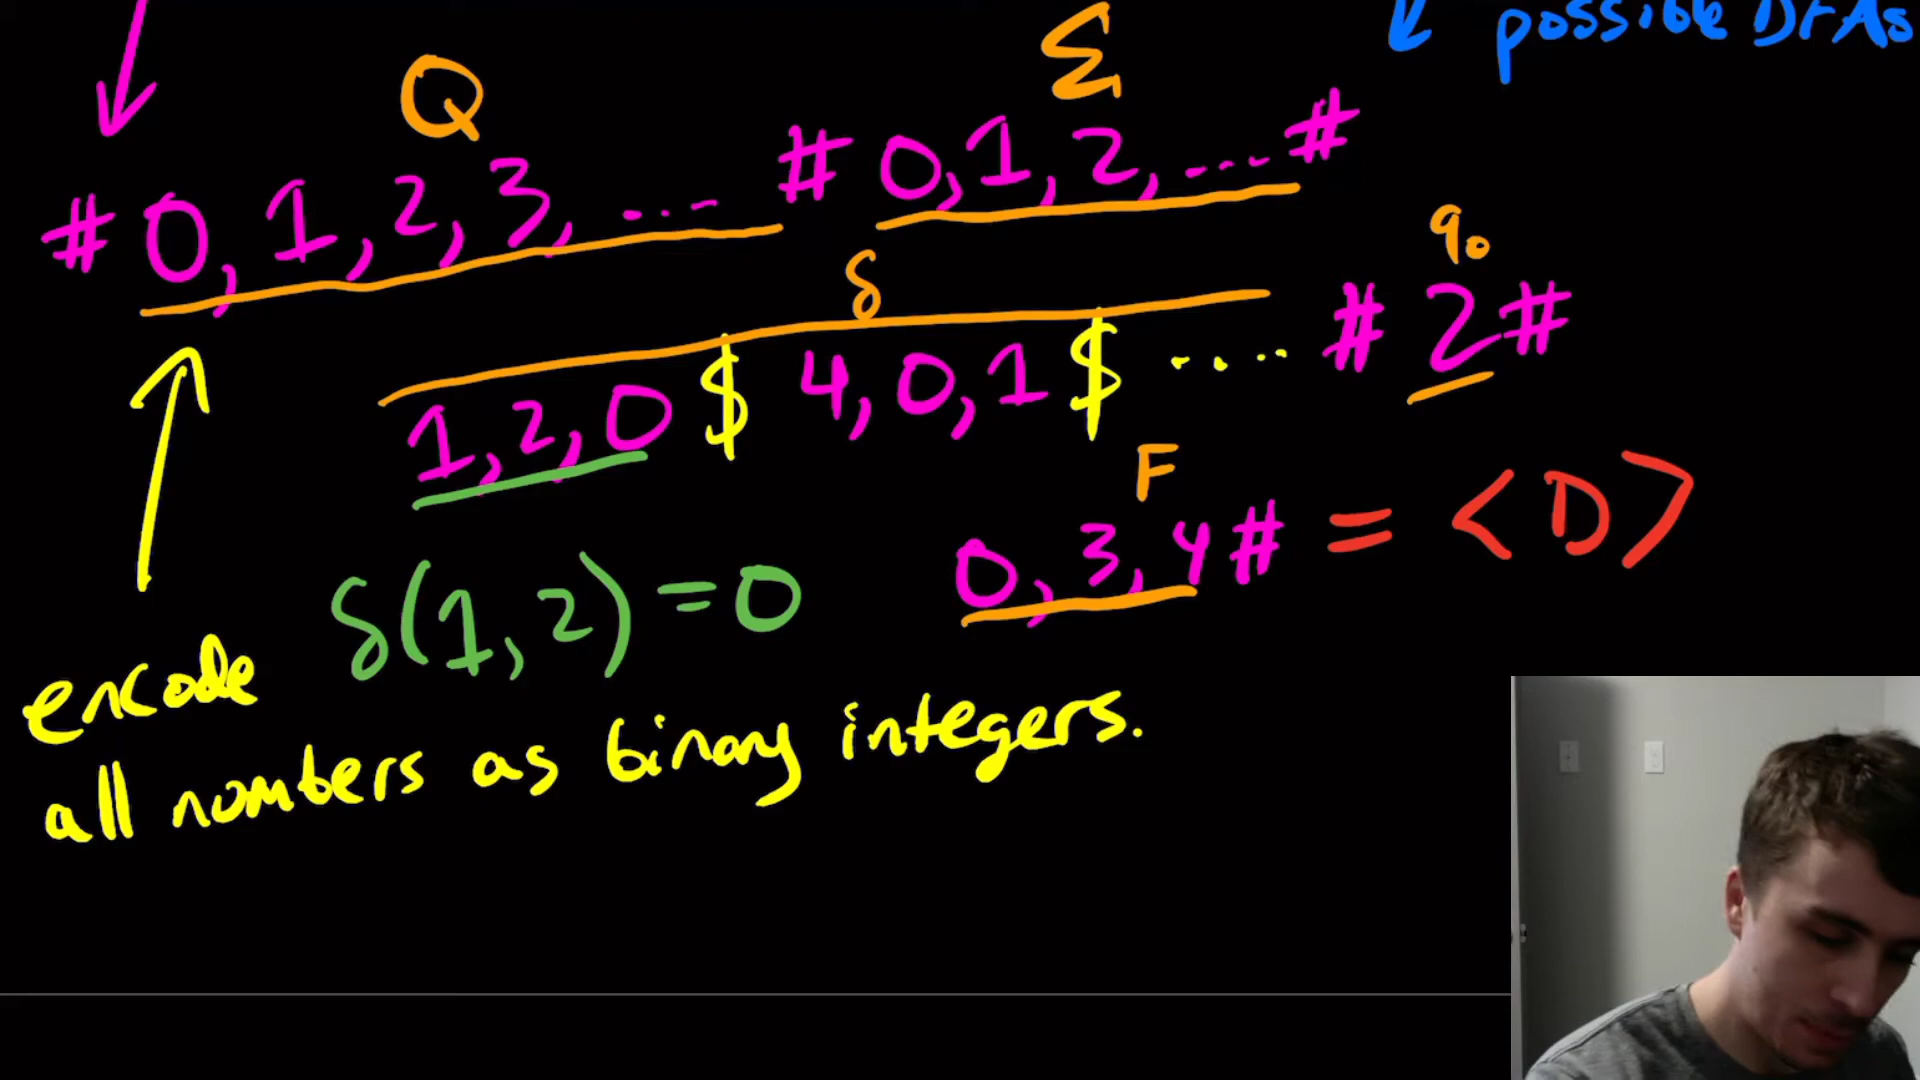 possible DFAs
Q Σ
#0,1,2,3,... #0,1,2,...#
δ q₀
1,2,0 $ 4,0,1 $ .... #2#
F
0,3,4# = <D>
δ(1,2)=0
encode
all numbers as binary integers.